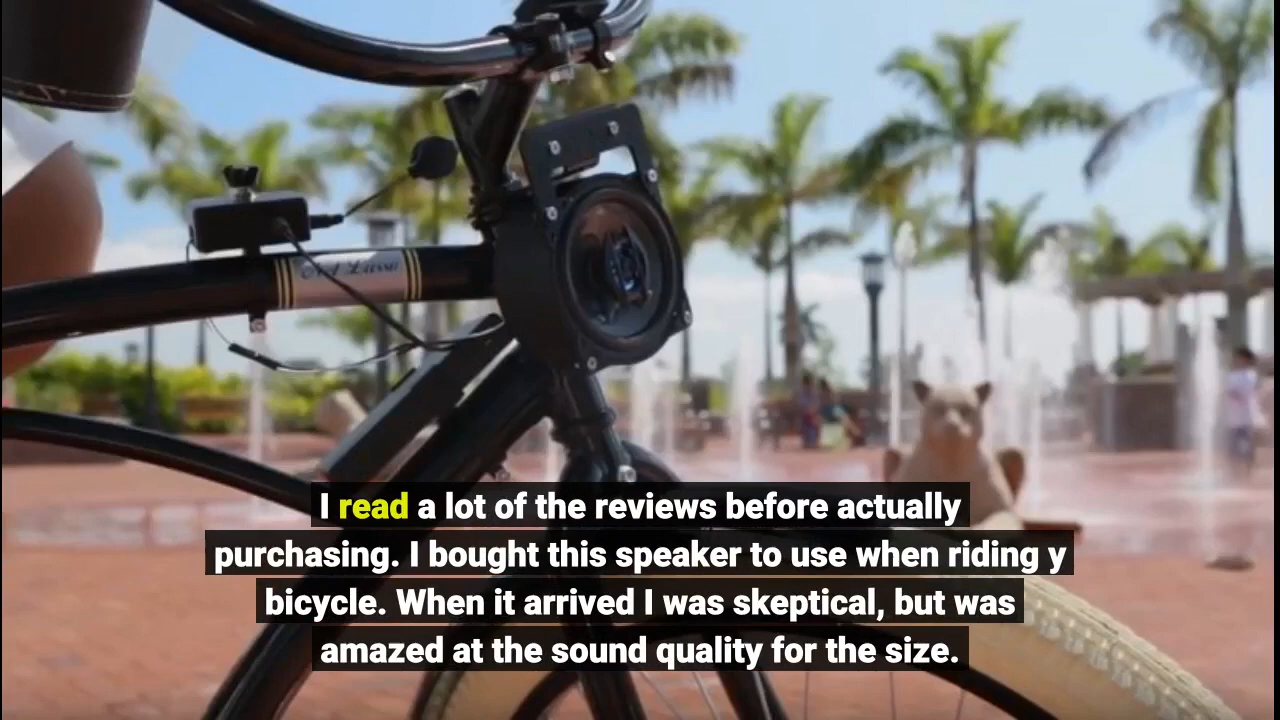 I read a lot of the reviews before actually
purchasing. I bought this speaker to use when riding y
bicycle. When it arrived I was skeptical, but was
amazed at the sound quality for the size.